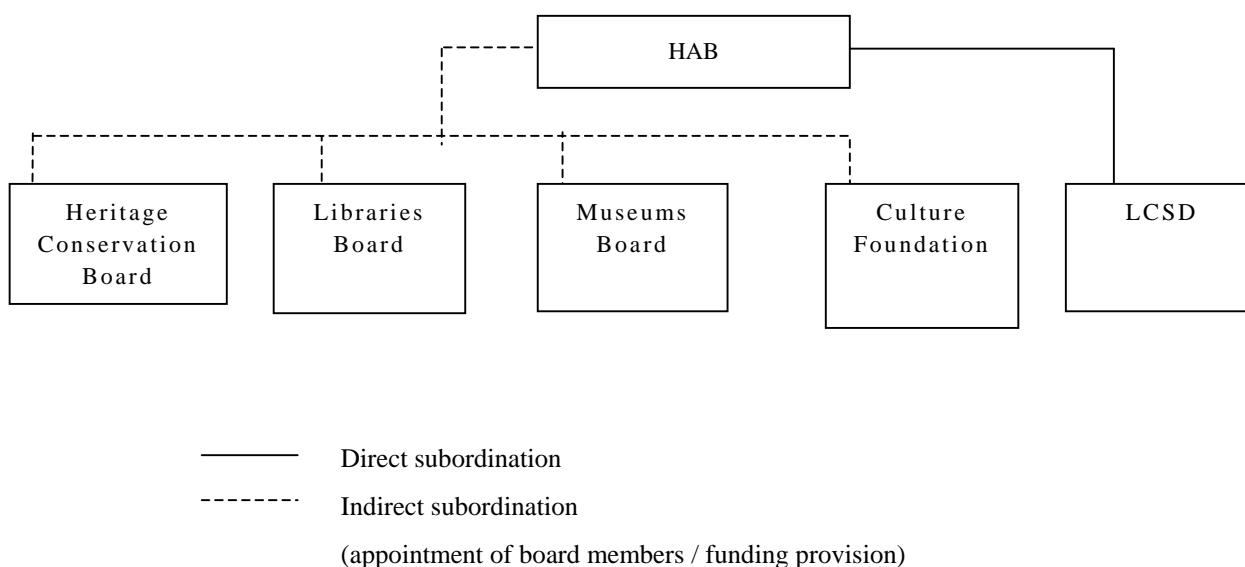 HAB
Heritage
Conservation
Board
Libraries
Board
Museums
Board
Culture
Foundation
LCSD
Direct subordination
Indirect subordination
(appointment of board members / funding provision)